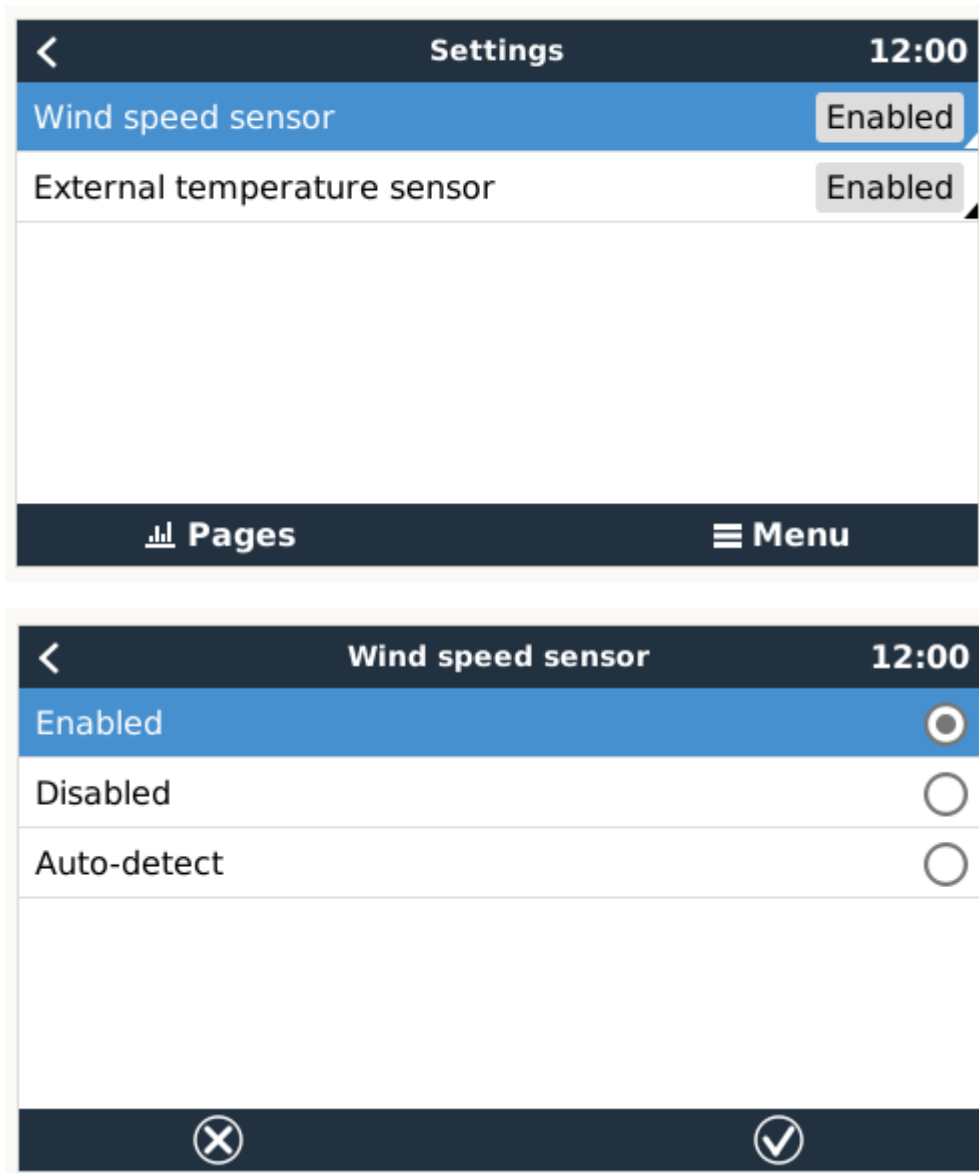 Settings 12:00
Wind speed sensor Enabled
External temperature sensor Enabled
Pages Menu
Wind speed sensor 12:00
Enabled
Disabled
Auto-detect